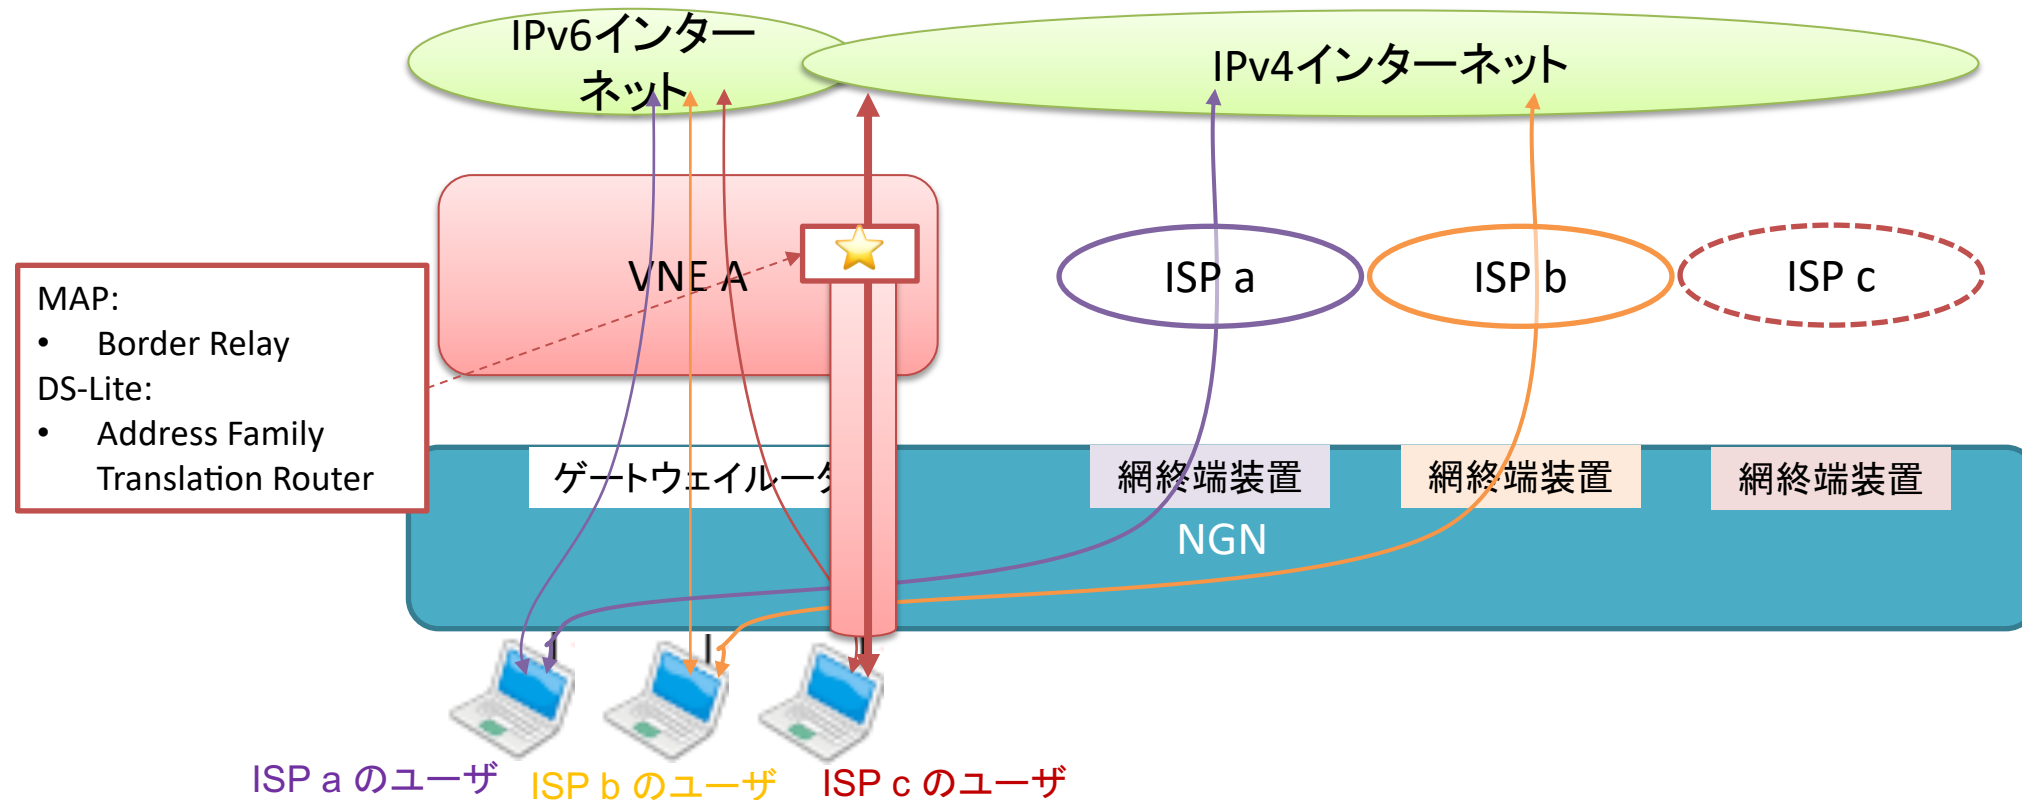 IPv6インター
ネット
IPv4インターネット
VNE A
ISP a
ISP b
ISP c
MAP:
• Border Relay
DS-Lite:
• Address Family
Translation Router
ゲートウェイルータ
網終端装置
網終端装置
網終端装置
NGN
ISP a のユーザ
ISP b のユーザ
ISP c のユーザ